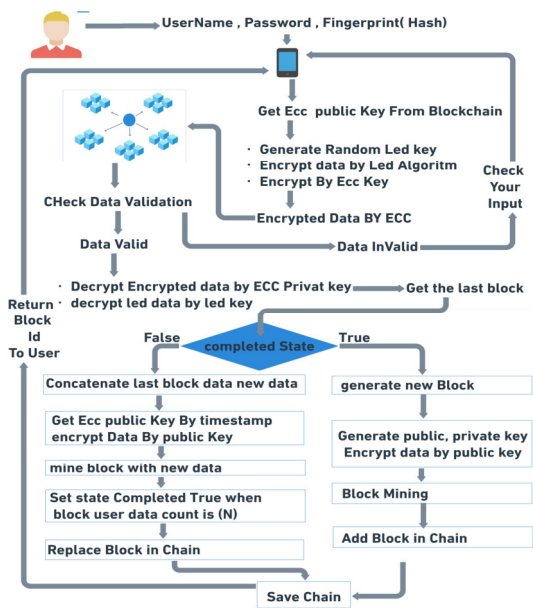 UserName , Password , Fingerprint( Hash)
Get Ecc public Key From Blockchain
· Generate Random Led key
· Encrypt data by Led Algoritm
· Encrypt By Ecc Key
Check
Your
Input
CHeck Data Validation
Encrypted Data BY ECC
Data Valid
Data InValid
· Decrypt Encrypted data by ECC Privat key
· decrypt led data by led key
Get the last block
Return
Block
Id
To User
False
completed State
True
Concatenate last block data new data
Get Ecc public Key By timestamp
encrypt Data By public Key
mine block with new data
Set state Completed True when
block user data count is (N)
Replace Block in Chain
generate new Block
Generate public, private key
Encrypt data by public key
Block Mining
Add Block in Chain
Save Chain